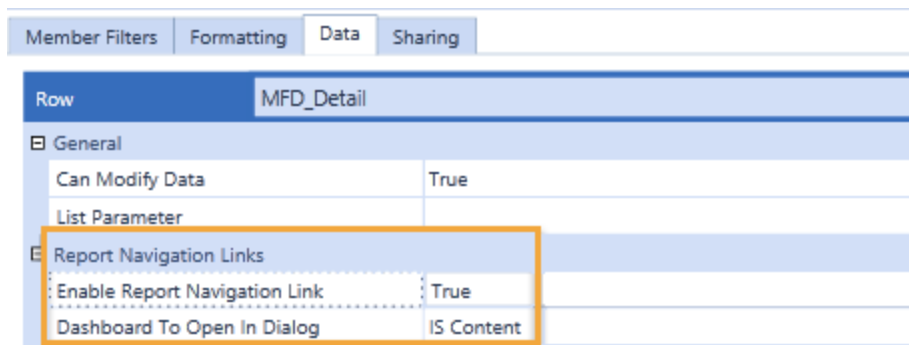 Member Filters Formatting Data Sharing
Row MFD_Detail
General
Can Modify Data True
List Parameter
Report Navigation Links
Enable Report Navigation Link True
Dashboard To Open In Dialog IS Content